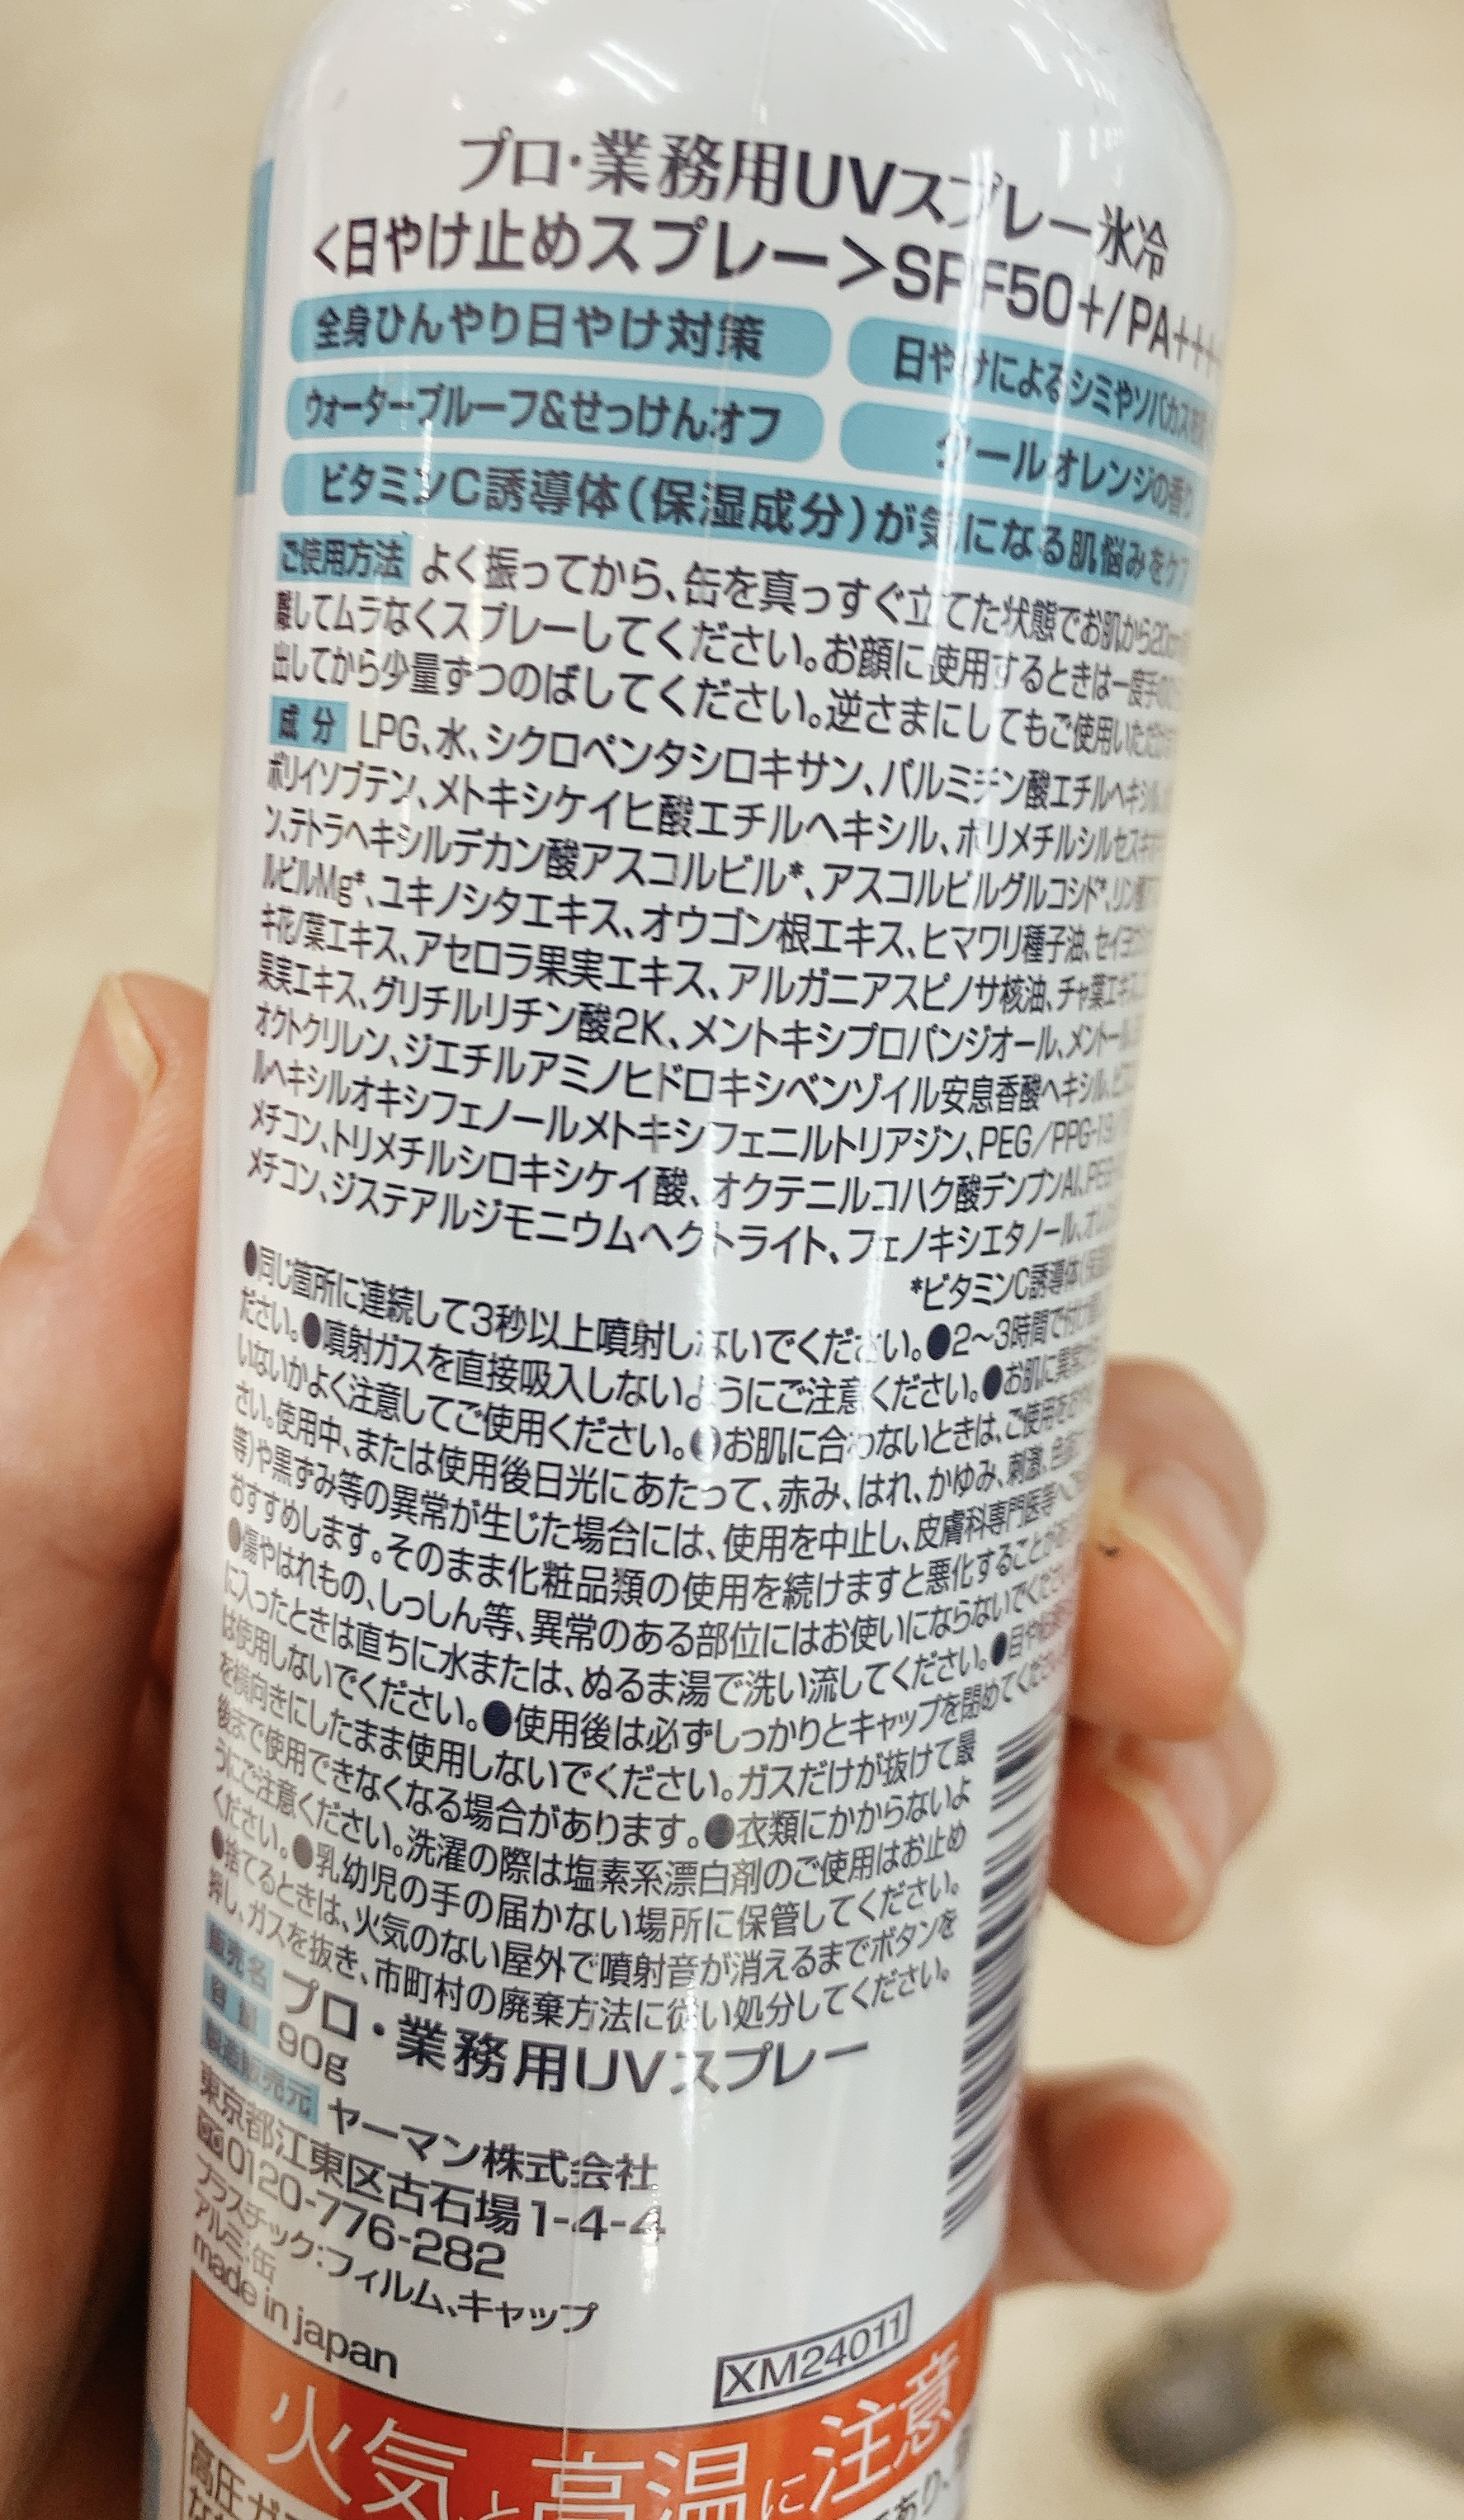 プロ・業務用UVスプレー氷冷
<日やけ止めスプレー>SPF50+/PA+++
全身ひんやり日やけ対策
日やけによるシミやソバカスを
ウォータープルーフ&せっけんオフ
クールオレンジの香り
ビタミンC誘導体(保湿成分)が気になる肌悩みをケア
ご使用方法 よく振ってから、缶を真っすぐ立てた状態でお肌から20cm
離してムラなくスプレーしてください。お顔に使用するときは一度手の
出してから少量ずつのばしてください。逆さまにしてもご使用いただけ
成分 LPG、水、シクロペンタシロキサン、パルミチン酸エチルヘキシル、
ポリイソブテン、メトキシケイヒ酸エチルヘキシル、ポリメチルシルセスキオ
ン、テトラヘキシルデカン酸アスコルビル*、アスコルビルグルコシド*、リン酸
ルビルMg*、ユキノシタエキス、オウゴン根エキス、ヒマワリ種子油、セイヨウ
キ花/葉エキス、アセロラ果実エキス、アルガニアスピノサ核油、チャ葉エキス、
果実エキス、グリチルリチン酸2K、メントキシプロパンジオール、メントール、
オクトクリレン、ジエチルアミノヒドロキシベンゾイル安息香酸ヘキシル、ビス
ルヘキシルオキシフェノールメトキシフェニルトリアジン、PEG/PPG-19/
メチコン、トリメチルシロキシケイ酸、オクテニルコハク酸デンプンAl、PEG
メチコン、ジステアルジモニウムヘクトライト、フェノキシエタノール、オレン
*ビタミンC誘導体(保湿
●同じ箇所に連続して3秒以上噴射しないでください。●2〜3時間で付け直
ださい。●噴射ガスを直接吸入しないようにご注意ください。●お肌に異常が
いないかよく注意してご使用ください。●お肌に合わないときは、ご使用をおやめ
さい。使用中、または使用後日光にあたって、赤み、はれ、かゆみ、刺激、色抜け
等)や黒ずみ等の異常が生じた場合には、使用を中止し、皮膚科専門医等へ
おすすめします。そのまま化粧品類の使用を続けますと悪化することがあ
●傷やはれもの、しっしん等、異常のある部位にはお使いにならないでください
に入ったときは直ちに水または、ぬるま湯で洗い流してください。●目や粘膜
は使用しないでください。●使用後は必ずしっかりとキャップを閉めてください
を横向きにしたまま使用しないでください。ガスだけが抜けて最
後まで使用できなくなる場合があります。●衣類にかからないよ
うにご注意ください。洗濯の際は塩素系漂白剤のご使用はお止め
ください。●乳幼児の手の届かない場所に保管してください。
●捨てるときは、火気のない屋外で噴射音が消えるまでボタンを
押し、ガスを抜き、市町村の廃棄方法に従い処分してください。
販売名 プロ・業務用UVスプレー
容量 90g
製造販売元 ヤーマン株式会社
東京都江東区古石場1-4-4
0120-776-282
プラスチック:フィルム、キャップ
アルミ:缶
made in japan
XM24011
火気と高温に注意
高圧ガ